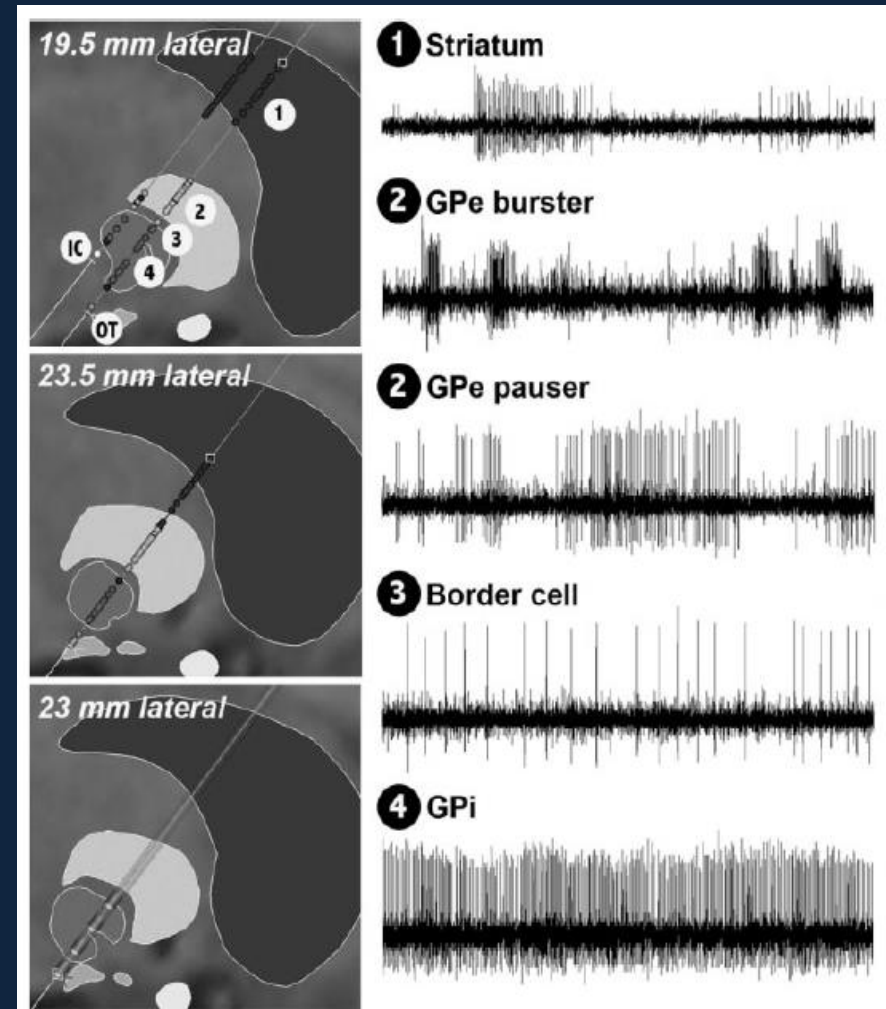 19.5 mm lateral
1
2
3
4
IC
OT
23.5 mm lateral
23 mm lateral
1 Striatum
2 GPe burster
2 GPe pauser
3 Border cell
4 GPi